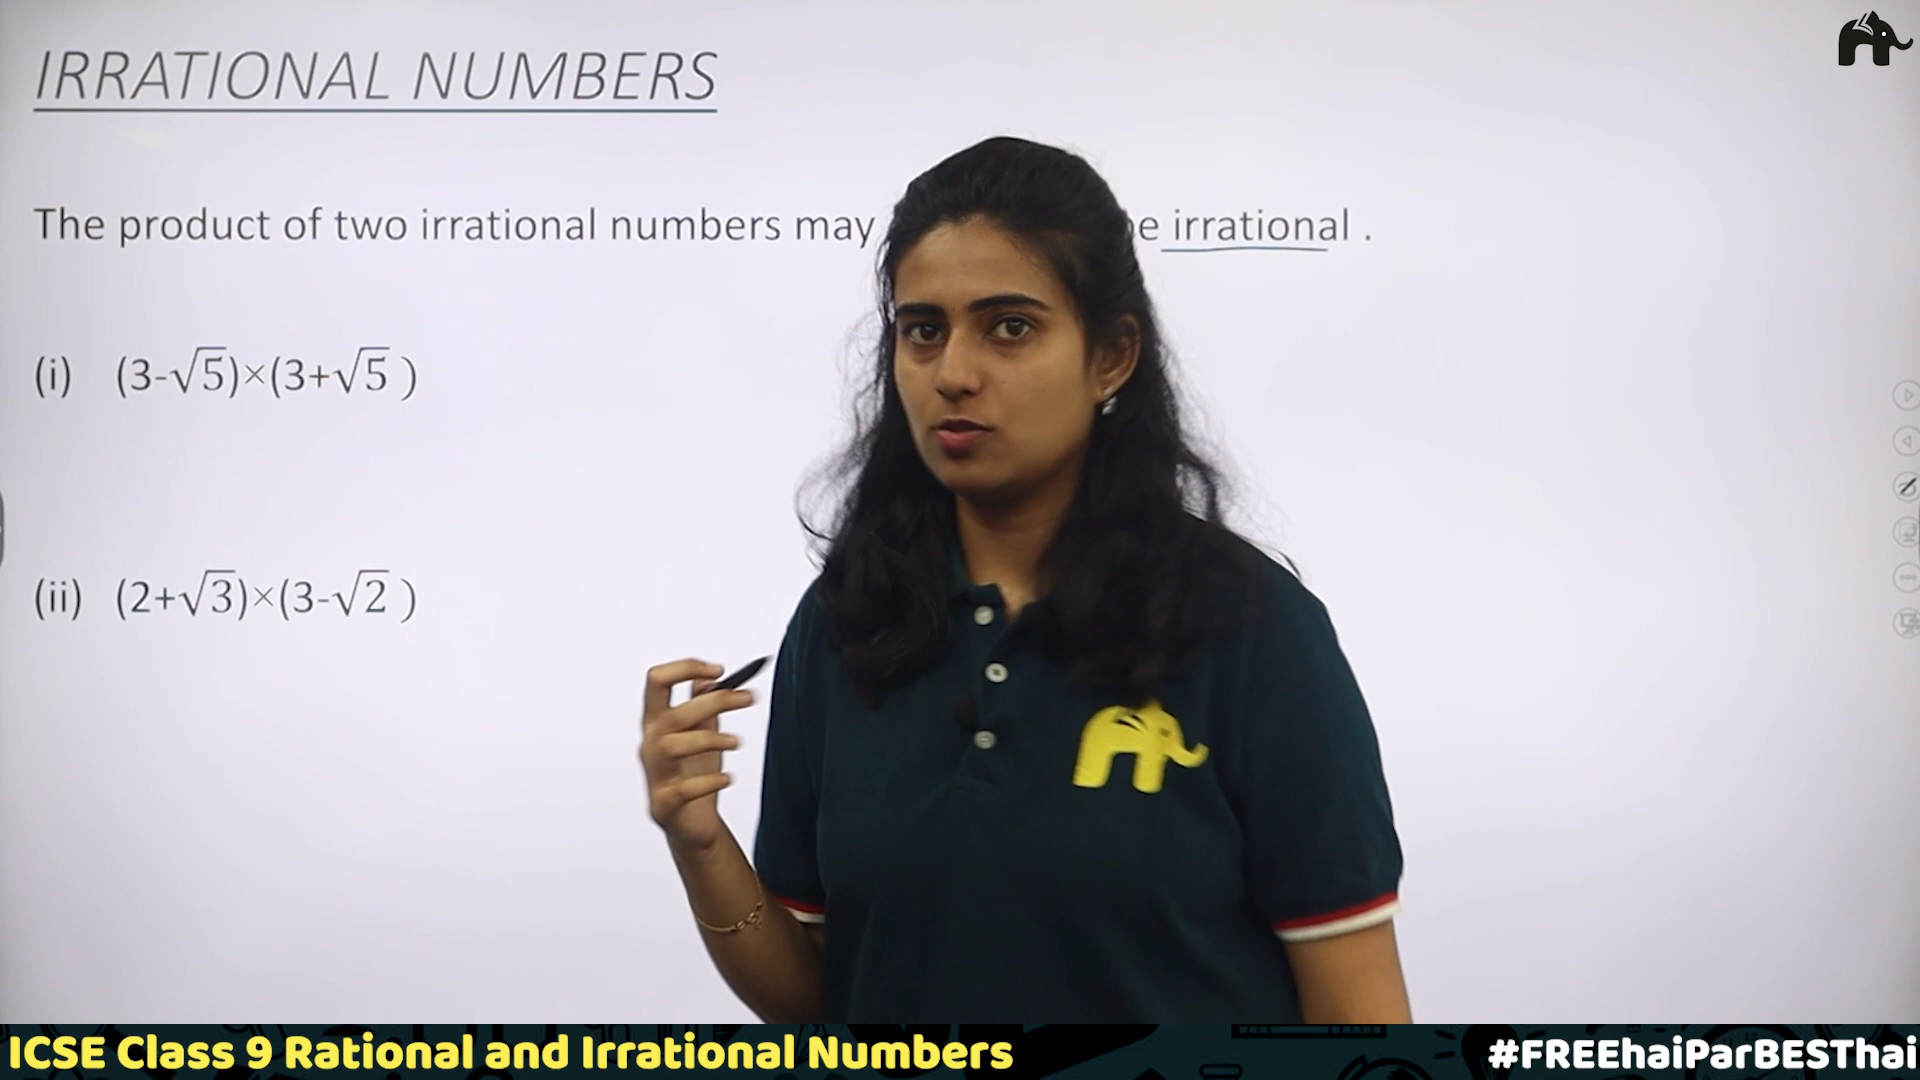 IRRATIONAL NUMBERS
The product of two irrational numbers may irrational .
(i) (3-√5)×(3+√5 )
(ii) (2+√3)×(3-√2 )
ICSE Class 9 Rational and Irrational Numbers
#FREEhaiParBESThai